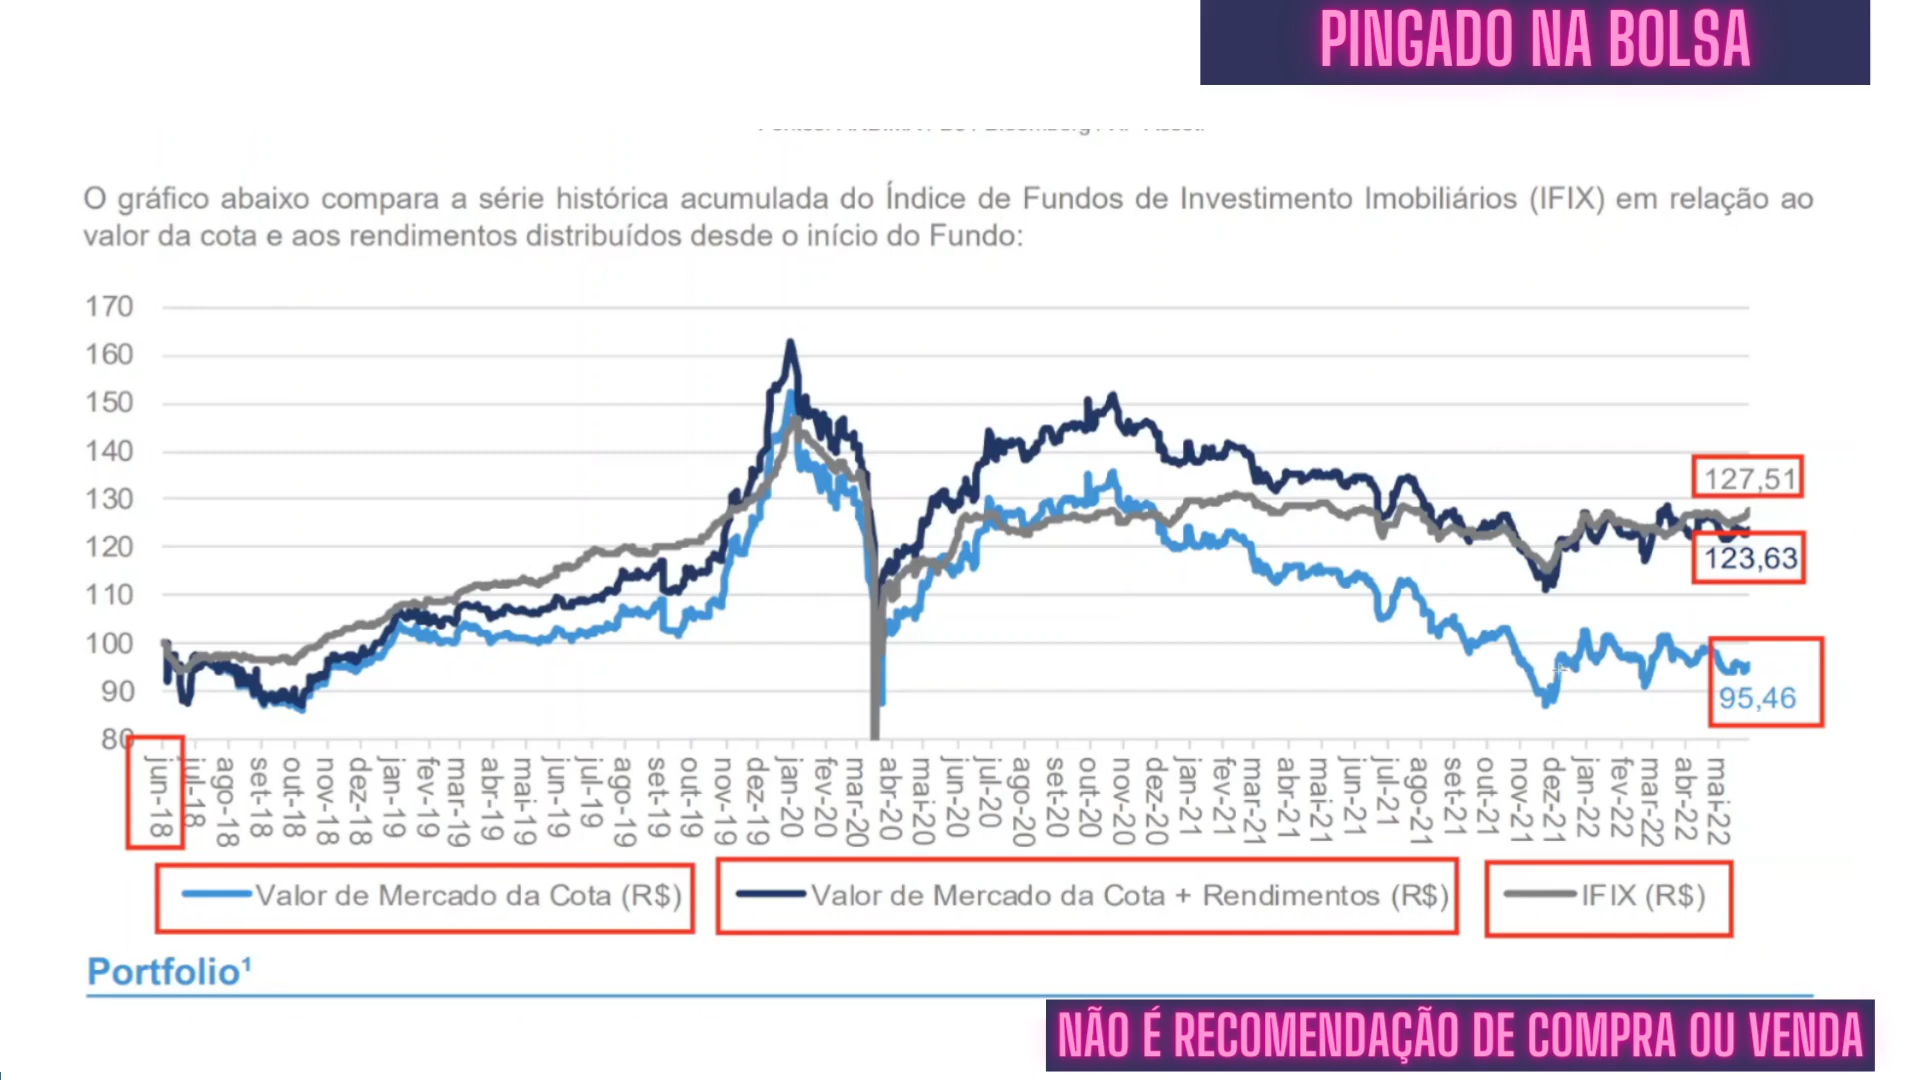 PINGADO NA BOLSA
O gráfico abaixo compara a série histórica acumulada do Índice de Fundos de Investimento Imobiliários (IFIX) em relação ao
valor da cota e aos rendimentos distribuídos desde o início do Fundo:
170
160
150
140
130
120
110
100
90
80
127,51
123,63
95,46
jun-18 jul-18 ago-18 set-18 out-18 nov-18 dez-18 jan-19 fev-19 mar-19 abr-19 mai-19 jun-19 jul-19 ago-19 set-19 out-19 nov-19 dez-19 jan-20 fev-20 mar-20 abr-20 mai-20 jun-20 jul-20 ago-20 set-20 out-20 nov-20 dez-20 jan-21 fev-21 mar-21 abr-21 mai-21 jun-21 jul-21 ago-21 set-21 out-21 nov-21 dez-21 jan-22 fev-22 mar-22 abr-22 mai-22
Valor de Mercado da Cota (R$) Valor de Mercado da Cota + Rendimentos (R$) IFIX (R$)
Portfolio¹
NÃO É RECOMENDAÇÃO DE COMPRA OU VENDA